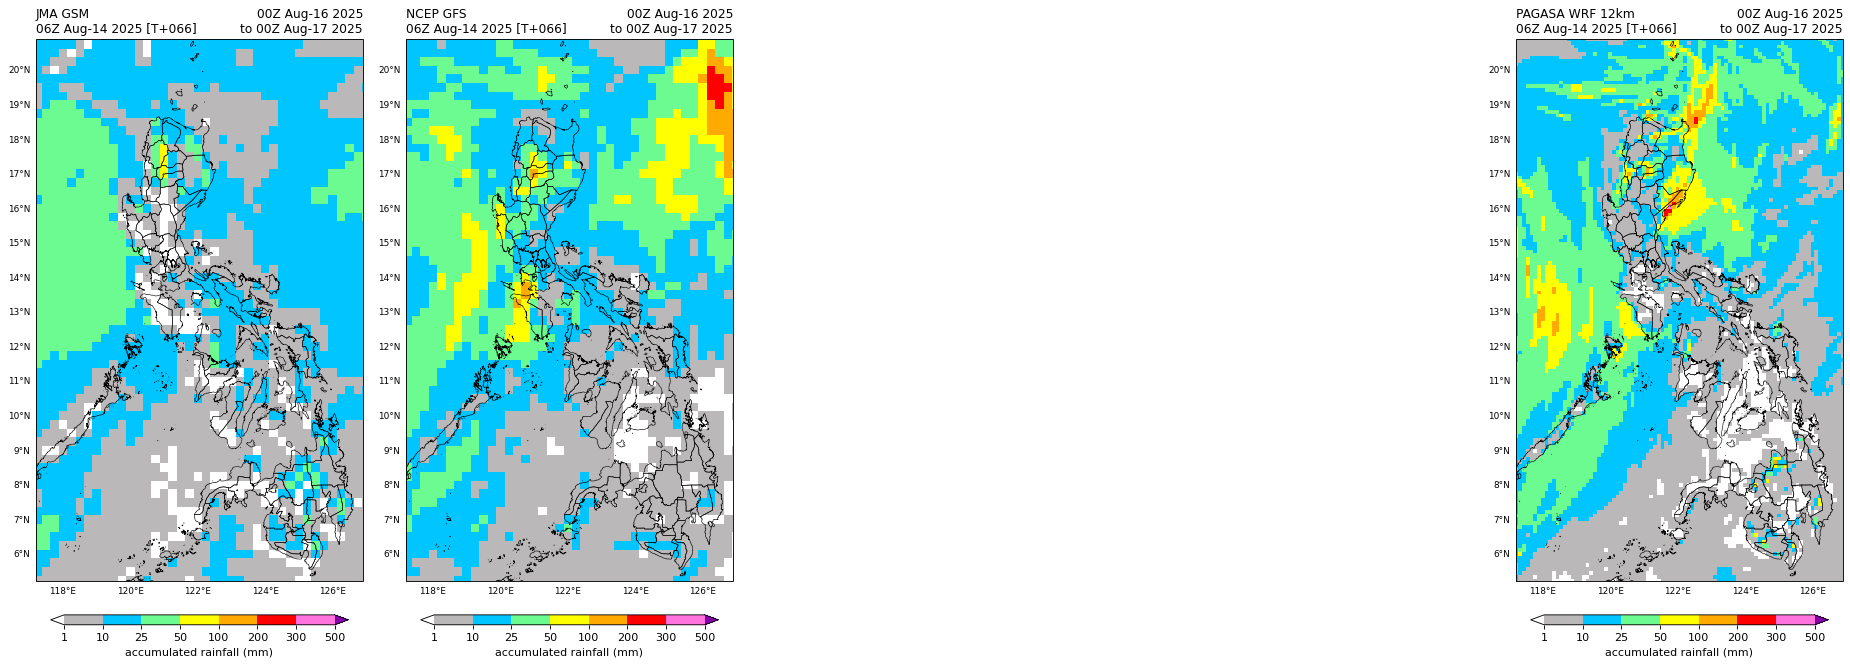 JMA GSM 00Z Aug-16 2025
06Z Aug-14 2025 [T+066] to 00Z Aug-17 2025
20°N
19°N
18°N
17°N
16°N
15°N
14°N
13°N
12°N
11°N
10°N
9°N
8°N
7°N
6°N
118°E 120°E 122°E 124°E 126°E
1 10 25 50 100 200 300 500
accumulated rainfall (mm)
NCEP GFS 00Z Aug-16 2025
06Z Aug-14 2025 [T+066] to 00Z Aug-17 2025
20°N
19°N
18°N
17°N
16°N
15°N
14°N
13°N
12°N
11°N
10°N
9°N
8°N
7°N
6°N
118°E 120°E 122°E 124°E 126°E
1 10 25 50 100 200 300 500
accumulated rainfall (mm)
PAGASA WRF 12km 00Z Aug-16 2025
06Z Aug-14 2025 [T+066] to 00Z Aug-17 2025
20°N
19°N
18°N
17°N
16°N
15°N
14°N
13°N
12°N
11°N
10°N
9°N
8°N
7°N
6°N
118°E 120°E 122°E 124°E 126°E
1 10 25 50 100 200 300 500
accumulated rainfall (mm)